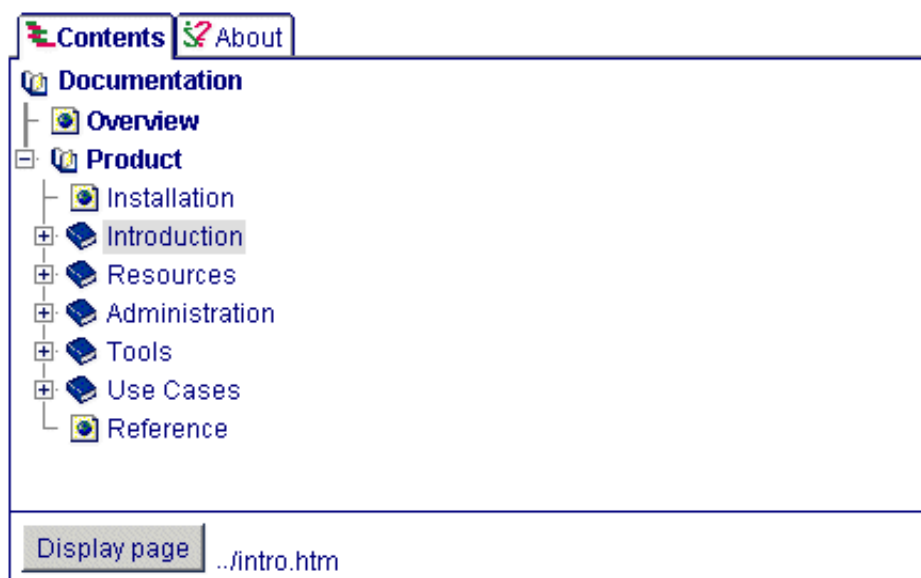 Contents About
Documentation
Overview
Product
Installation
Introduction
Resources
Administration
Tools
Use Cases
Reference
Display page ../intro.htm